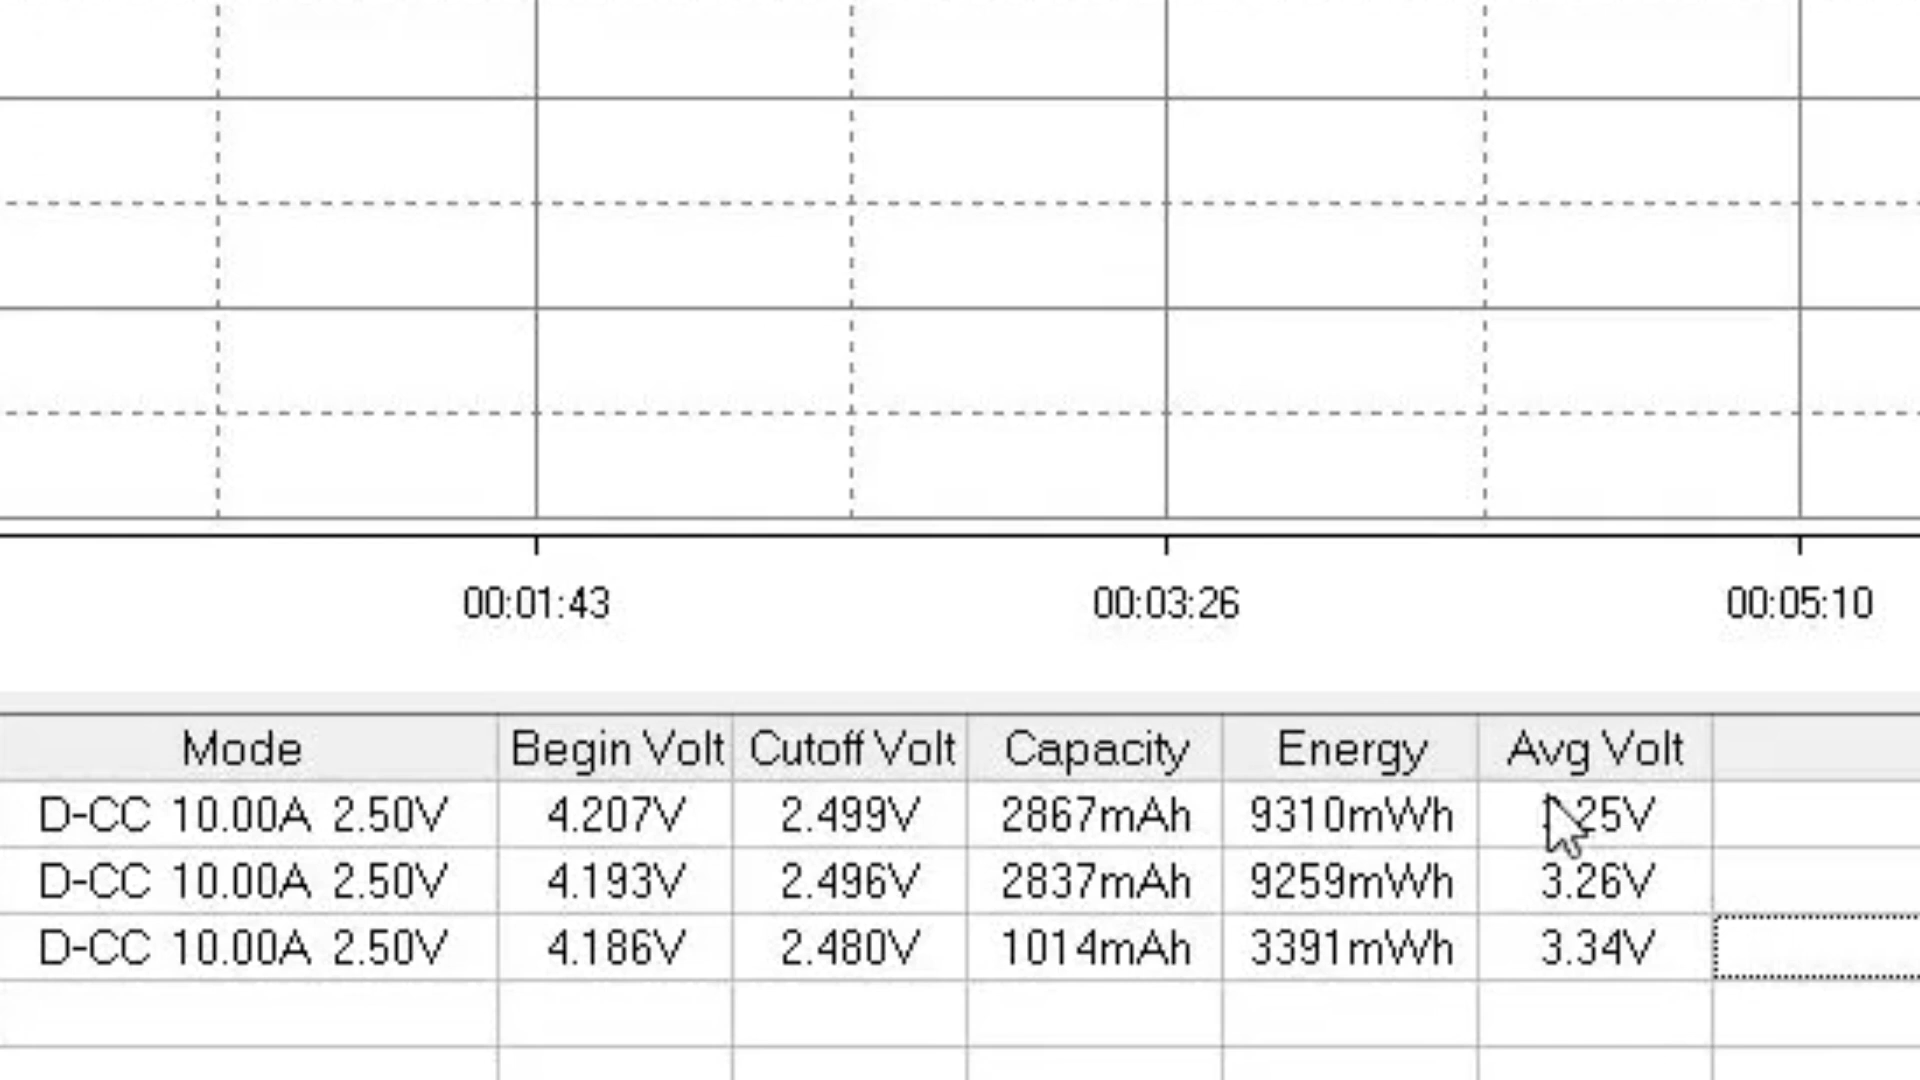 00:01:43 00:03:26 00:05:10
Mode Begin Volt Cutoff Volt Capacity Energy Avg Volt
D-CC 10.00A 2.50V 4.207V 2.499V 2867mAh 9310mWh
D-CC 10.00A 2.50V 4.193V 2.496V 2837mAh 9259mWh 3.26V
D-CC 10.00A 2.50V 4.186V 2.480V 1014mAh 3391mWh 3.34V